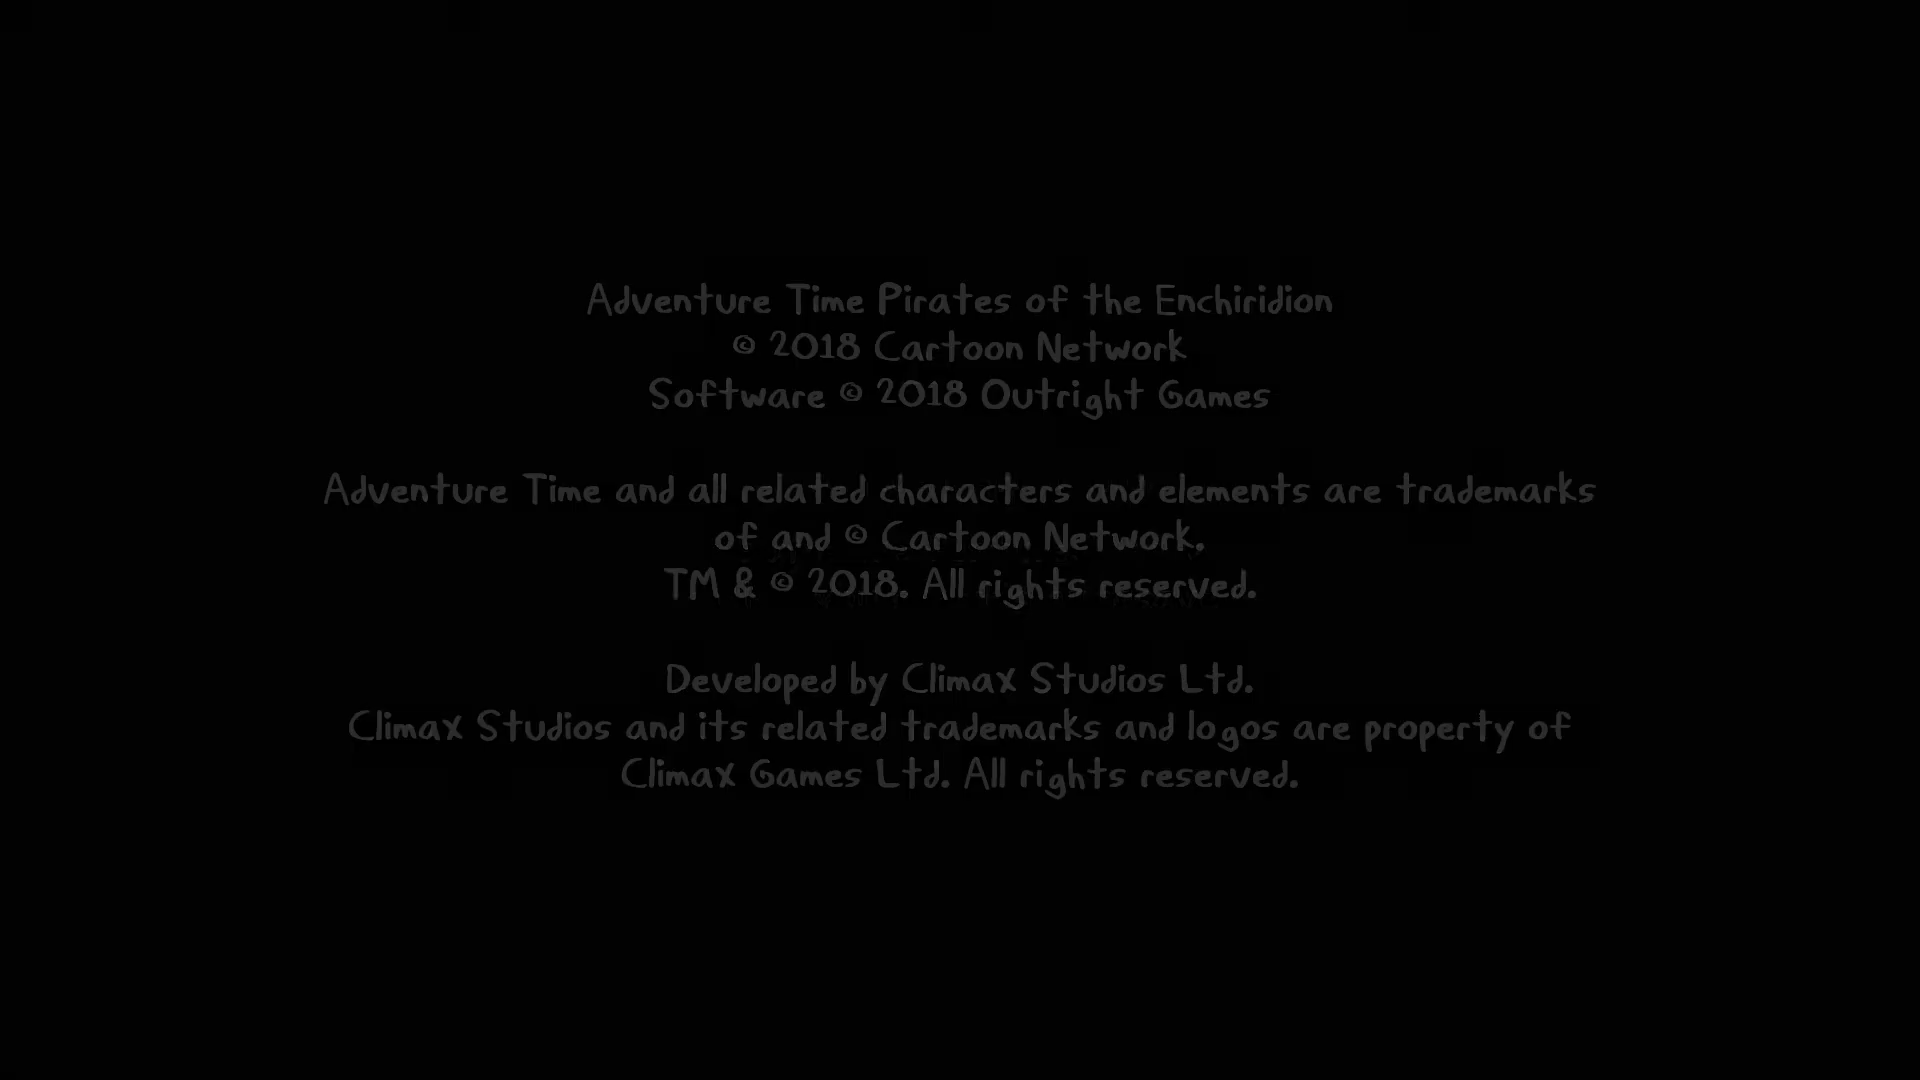 Adventure Time Pirates of the Enchiridion
© 2018 Cartoon Network
Software © 2018 Outright Games
Adventure Time and all related characters and elements are trademarks
of and © Cartoon Network.
TM & © 2018. All rights reserved.
Developed by Climax Studios Ltd.
Climax Studios and its related trademarks and logos are property of
Climax Games Ltd. All rights reserved.